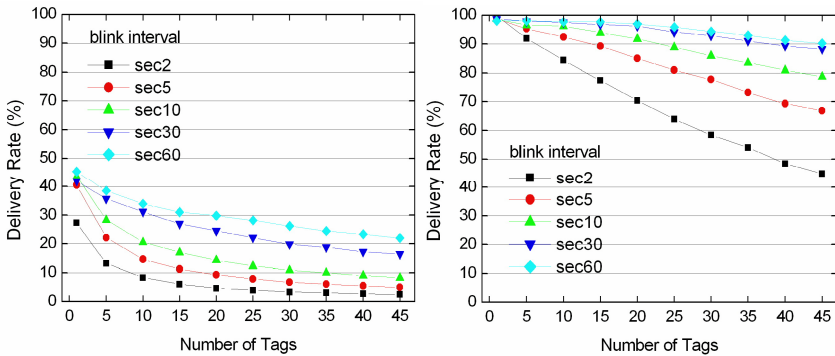 100
90
80
70
60
50
40
30
20
10
0
Delivery Rate (%)
blink interval
sec2
sec5
sec10
sec30
sec60
0 5 10 15 20 25 30 35 40 45
Number of Tags
100
90
80
70
60
50
40
30
20
10
0
Delivery Rate (%)
blink interval
sec2
sec5
sec10
sec30
sec60
0 5 10 15 20 25 30 35 40 45
Number of Tags